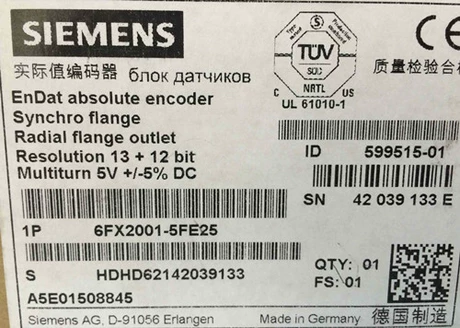 SIEMENS
实际值编码器 блок датчиков
EnDat absolute encoder
Synchro flange
Radial flange outlet
Resolution 13 + 12 bit
Multiturn 5V +/-5% DC
TÜV
NRTL
C US
UL 61010-1
CE
质量检验合格
ID 599515-01
SN 42 039 133 E
1P 6FX2001-5FE25
S HDHD62142039133
QTY: 01
FS: 01
A5E01508845
Siemens AG, D-91056 Erlangen
Made in Germany 德国制造